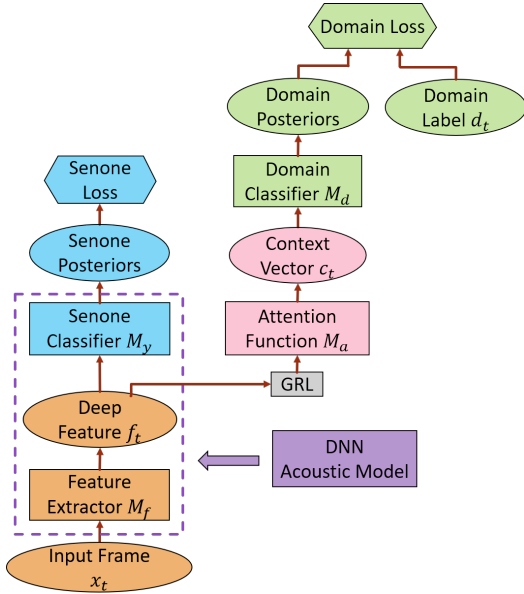 Domain Loss
Domain
Posteriors
Domain
Label d_t
Domain
Classifier M_d
Senone
Loss
Senone
Posteriors
Context
Vector c_t
Senone
Classifier M_y
Attention
Function M_a
GRL
Deep
Feature f_t
DNN
Acoustic Model
Feature
Extractor M_f
Input Frame
x_t